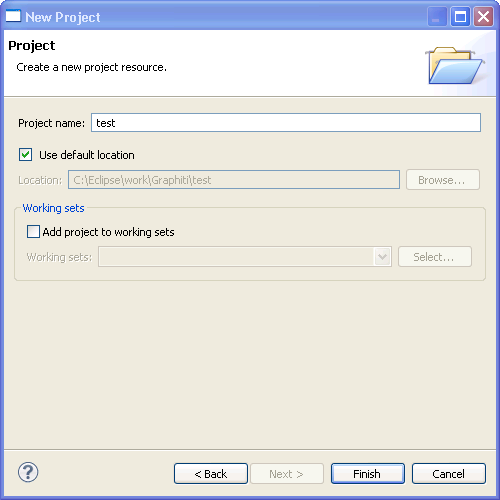 New Project
Project
Create a new project resource.
Project name: test
Use default location
Location: C:\Eclipse\work\Graphiti\test Browse...
Working sets
Add project to working sets
Working sets: Select...
? < Back Next > Finish Cancel